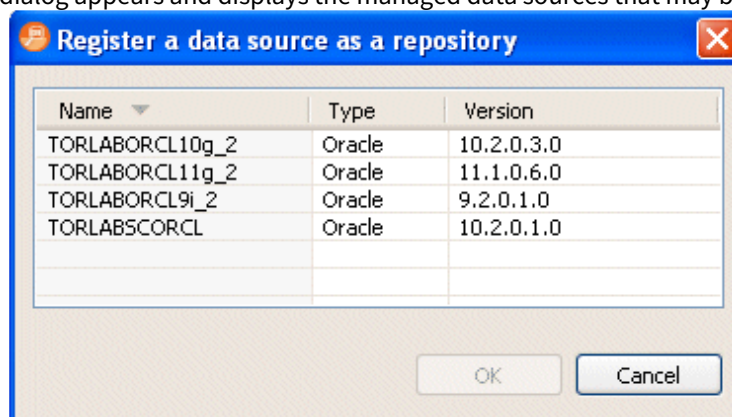 dialog appears and displays the managed data sources that may b
Register a data source as a repository
Name Type Version
TORLABORCL10g_2 Oracle 10.2.0.3.0
TORLABORCL11g_2 Oracle 11.1.0.6.0
TORLABORCL9i_2 Oracle 9.2.0.1.0
TORLABSCORCL Oracle 10.2.0.1.0
OK Cancel